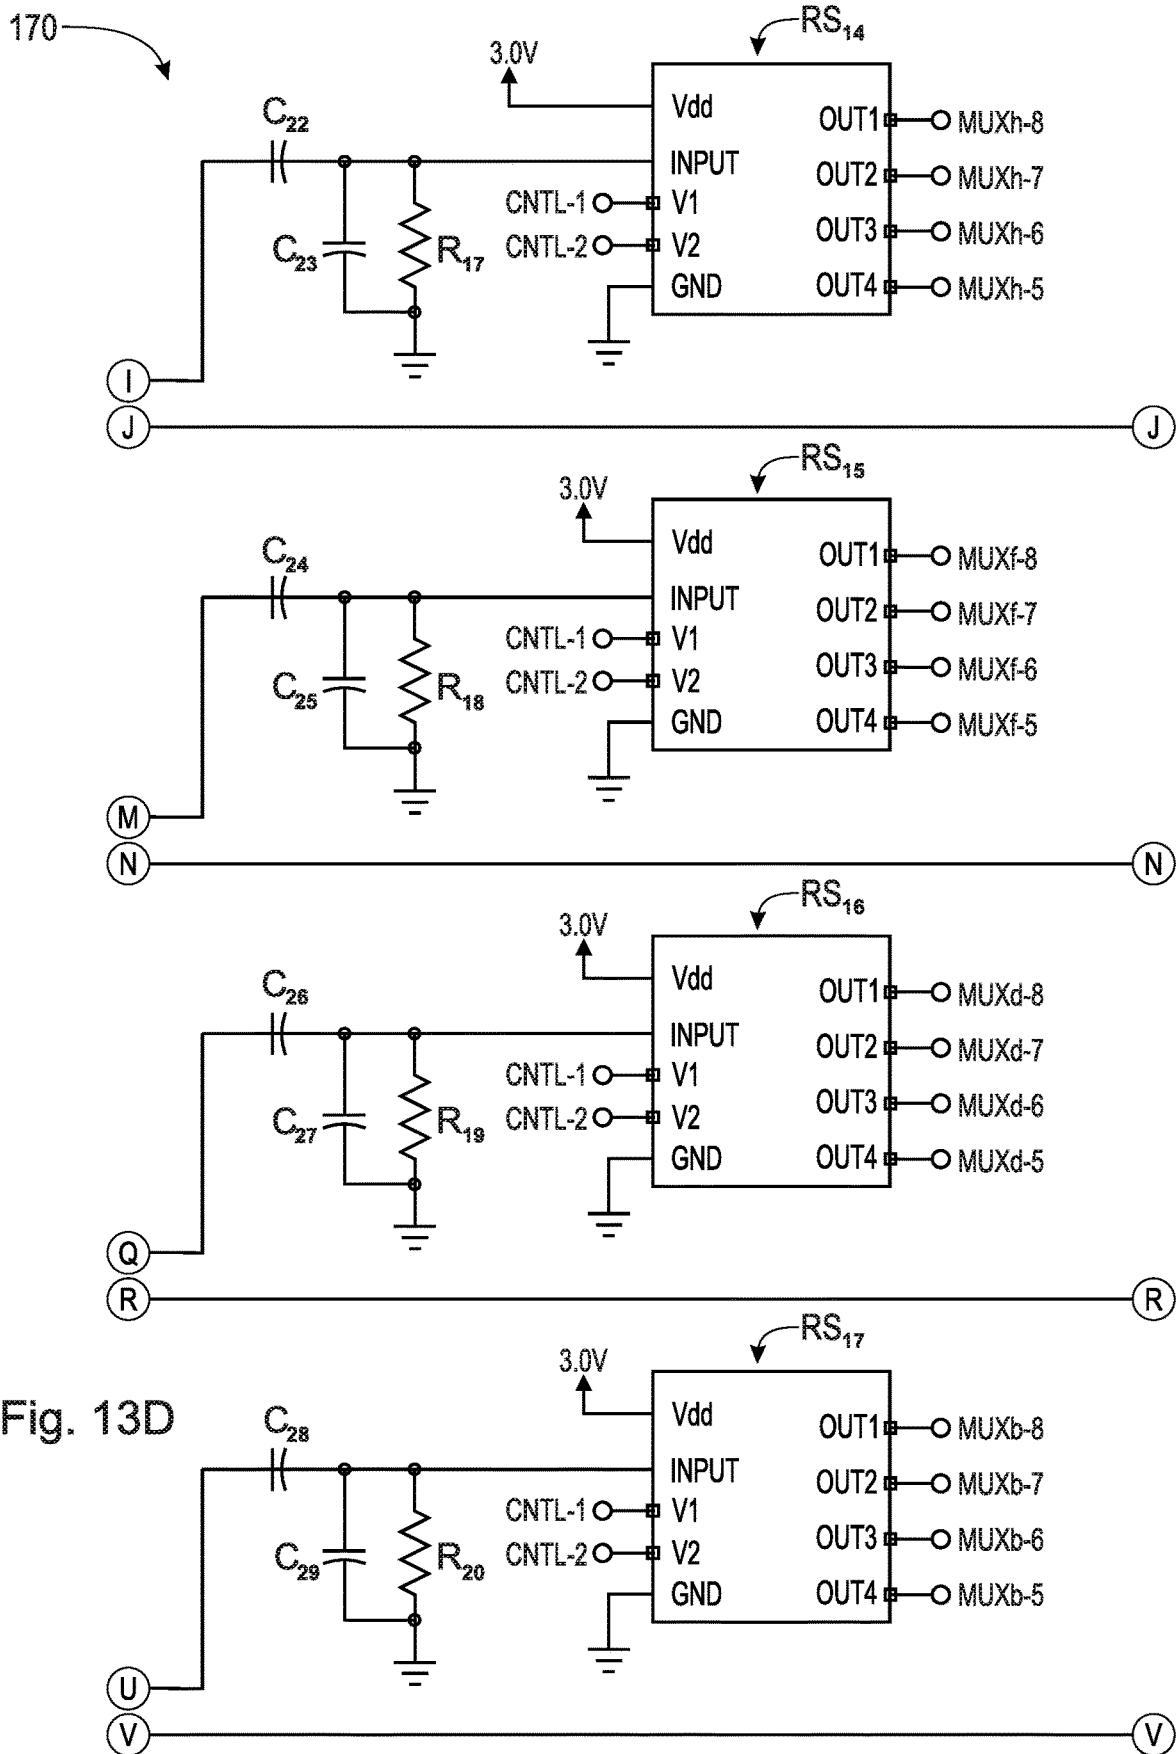 170
RS14
3.0V
C22
Vdd
OUT1
MUXh-8
INPUT
OUT2
MUXh-7
CNTL-1
V1
C23
R17
OUT3
MUXh-6
CNTL-2
V2
GND
OUT4
MUXh-5
I
J
J
RS15
3.0V
C24
Vdd
OUT1
MUXf-8
INPUT
OUT2
MUXf-7
CNTL-1
V1
C25
R18
OUT3
MUXf-6
CNTL-2
V2
GND
OUT4
MUXf-5
M
N
N
RS16
3.0V
C26
Vdd
OUT1
MUXd-8
INPUT
OUT2
MUXd-7
CNTL-1
V1
C27
R19
OUT3
MUXd-6
CNTL-2
V2
GND
OUT4
MUXd-5
Q
R
R
RS17
3.0V
Fig. 13D
C28
Vdd
OUT1
MUXb-8
INPUT
OUT2
MUXb-7
CNTL-1
V1
C29
R20
OUT3
MUXb-6
CNTL-2
V2
GND
OUT4
MUXb-5
U
V
V